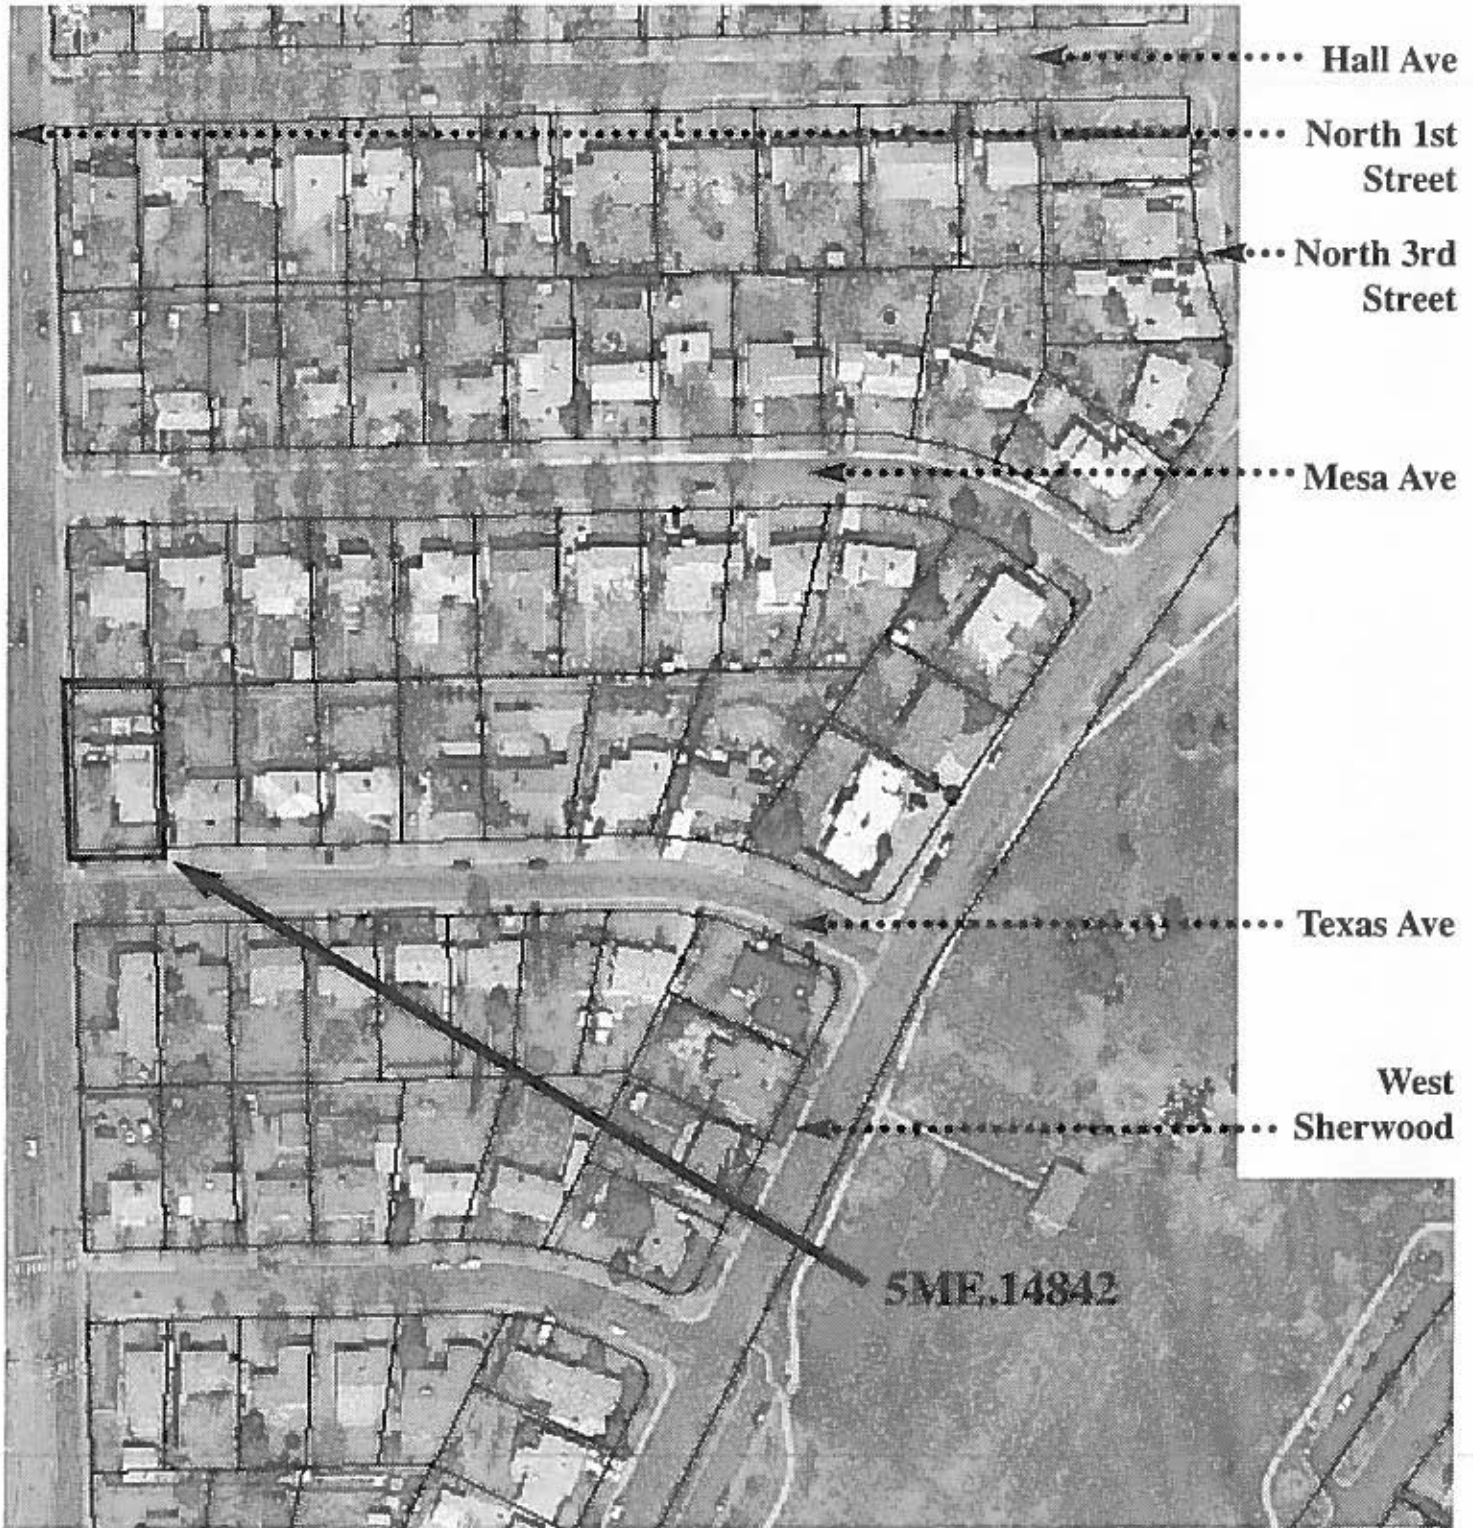 Hall Ave
North 1st
Street
North 3rd
Street
Mesa Ave
Texas Ave
West
Sherwood
5ME.14842